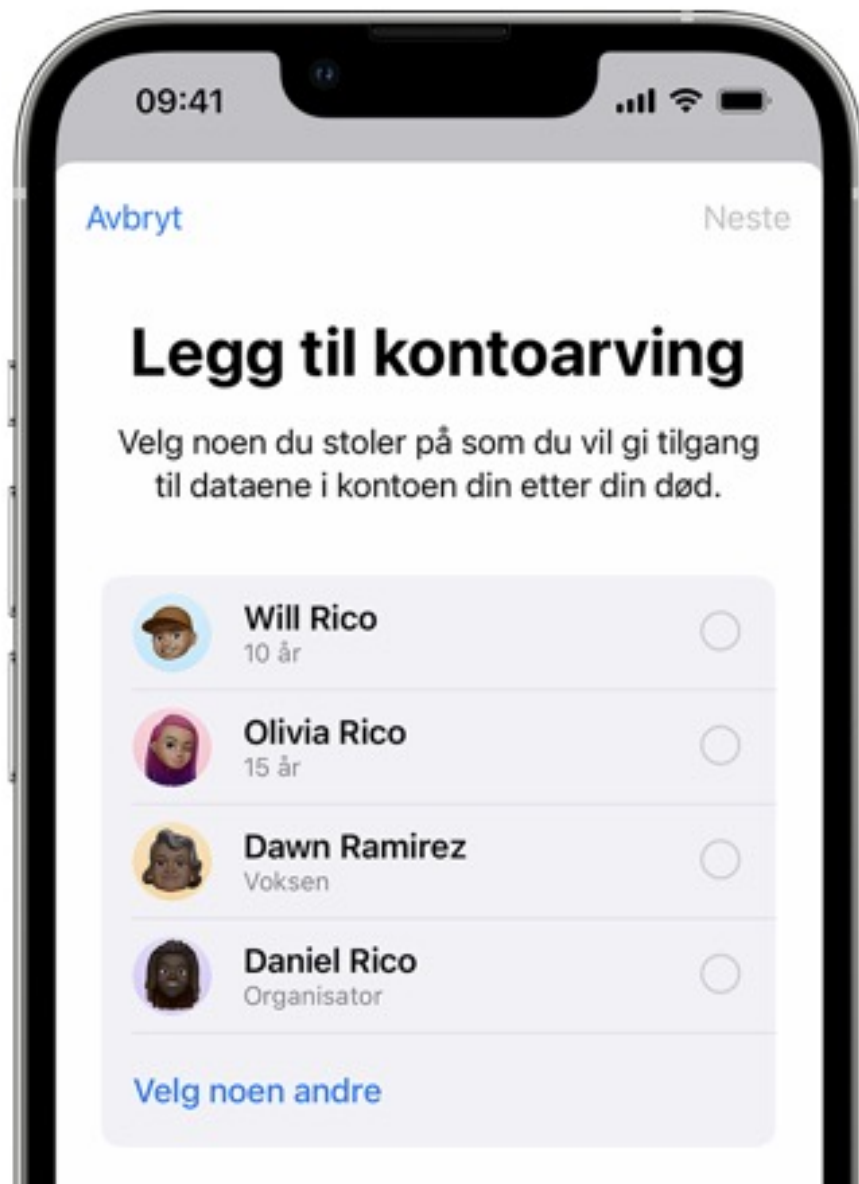 09:41
Avbryt
Neste
Legg til kontoarving
Velg noen du stoler på som du vil gi tilgang
til dataene i kontoen din etter din død.
Will Rico
10 år
Olivia Rico
15 år
Dawn Ramirez
Voksen
Daniel Rico
Organisator
Velg noen andre